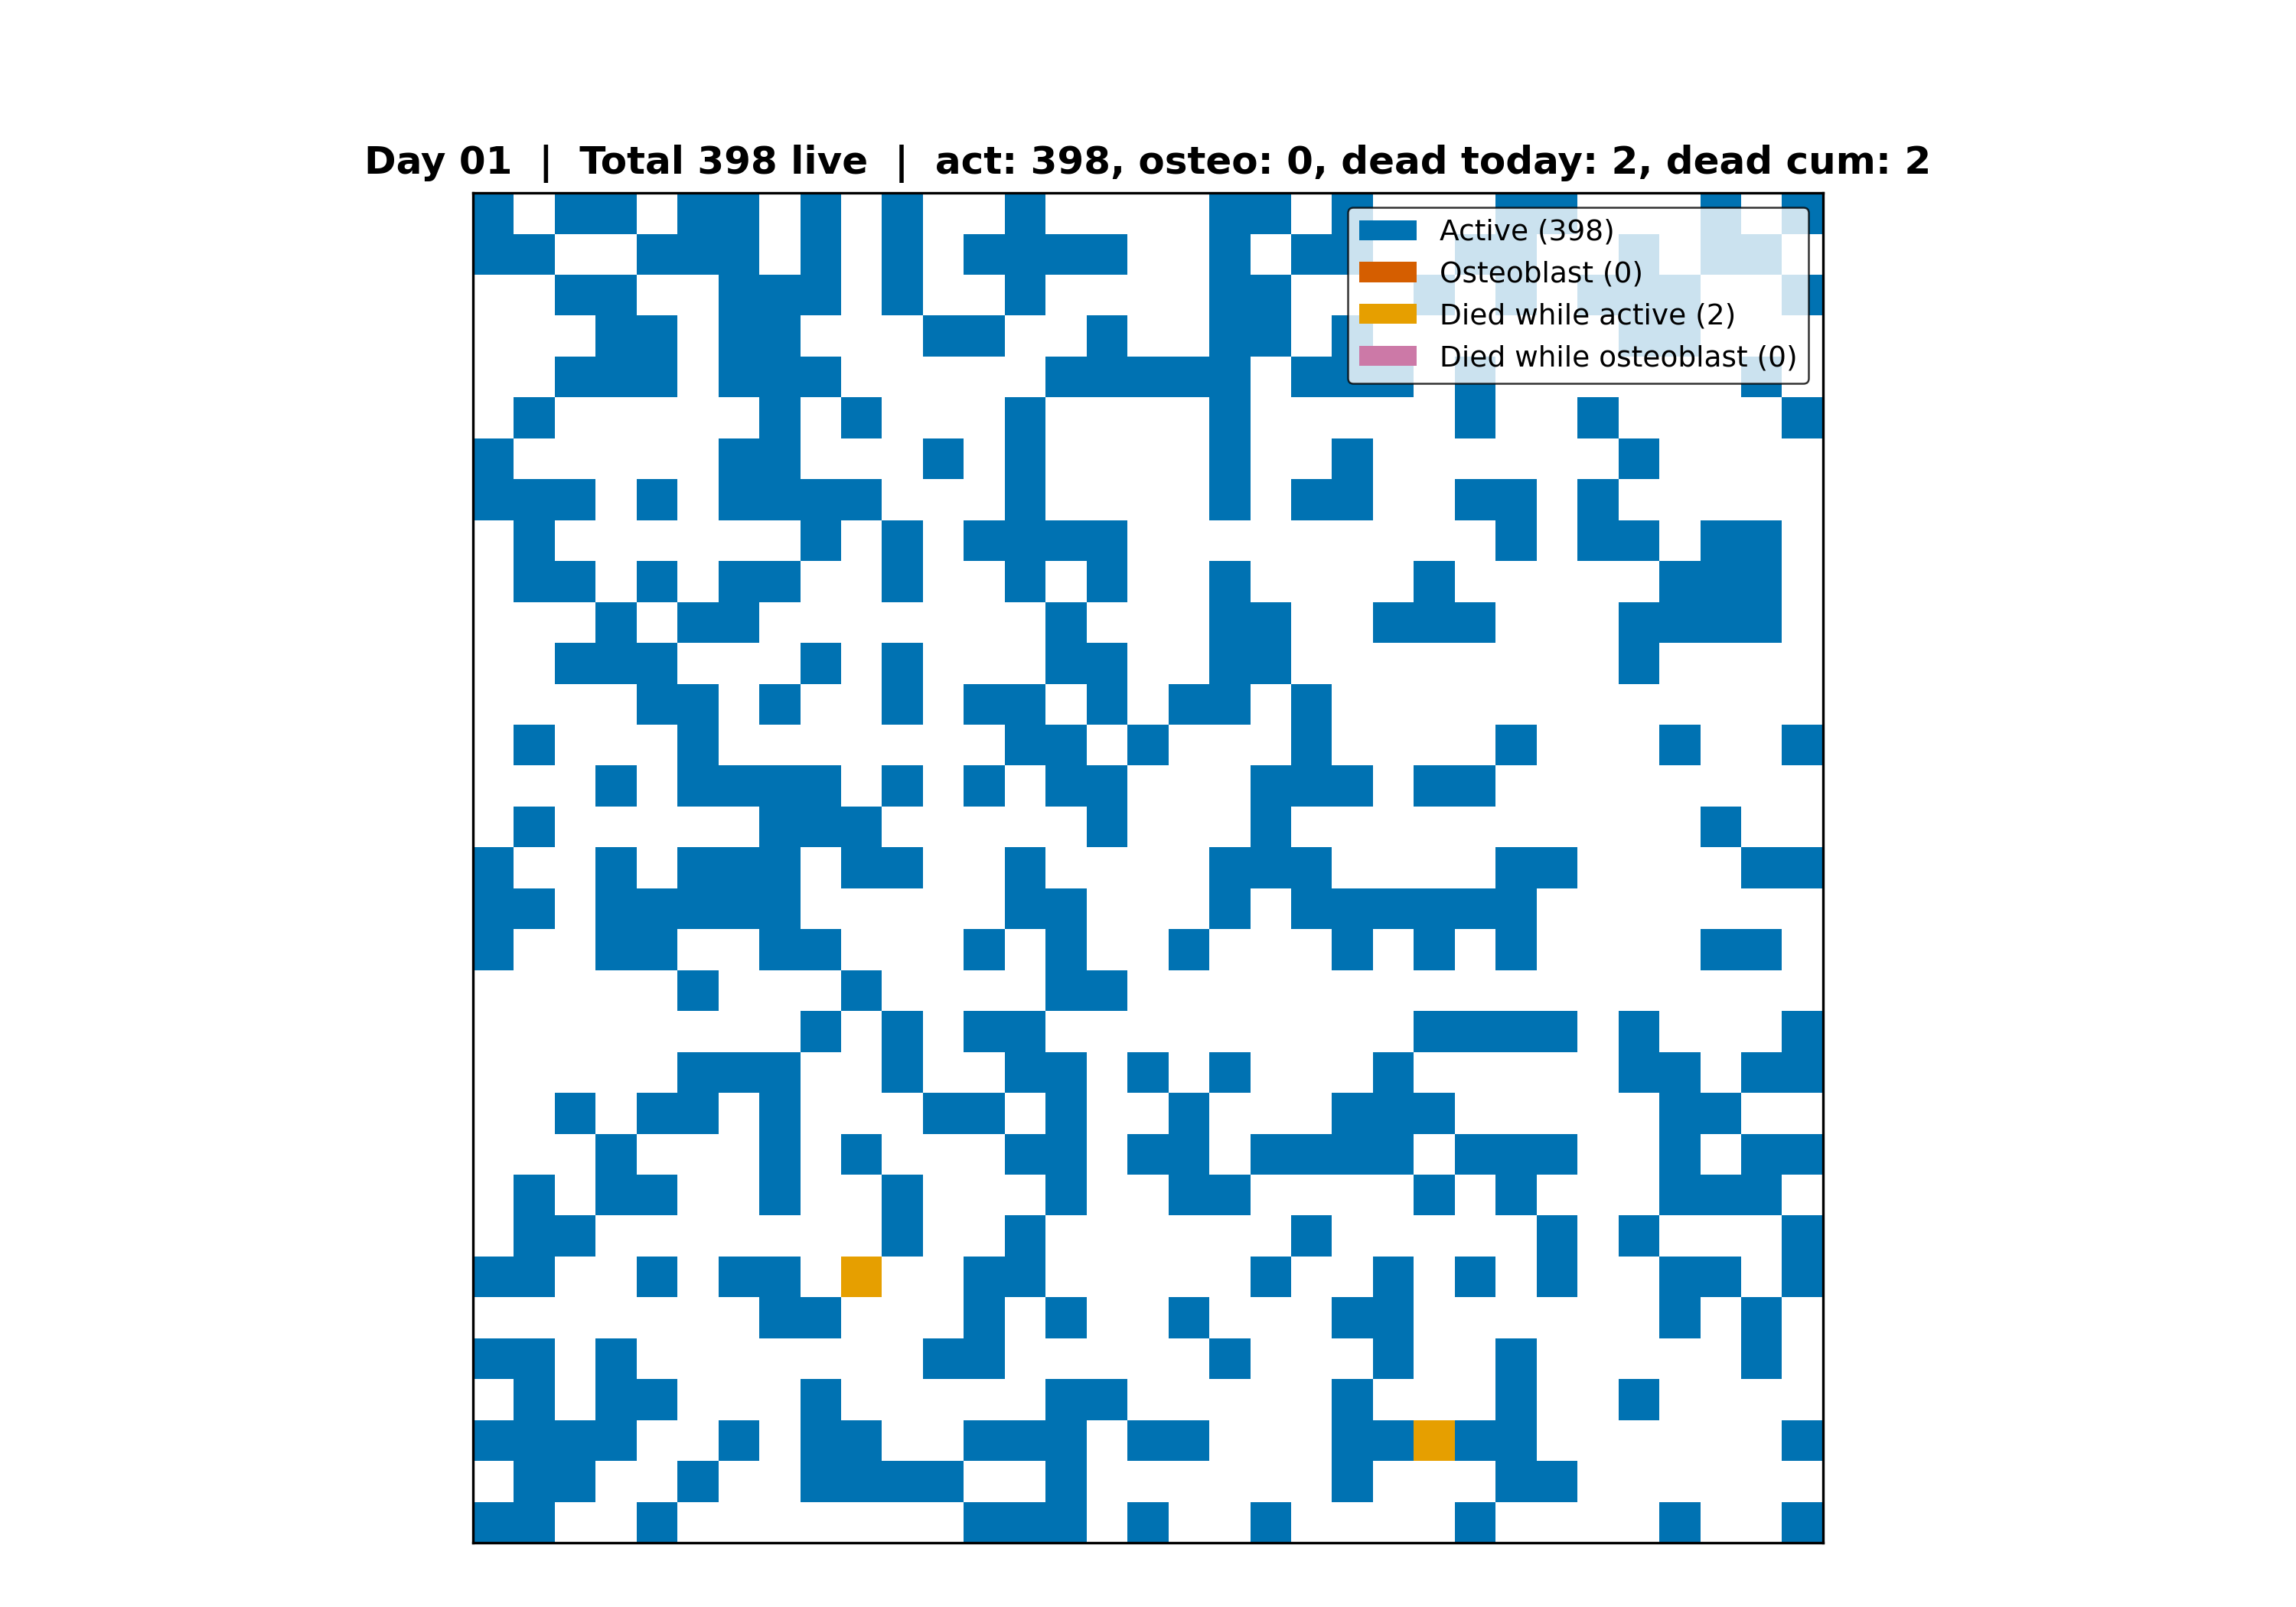 Day 01 | Total 398 live | act: 398, osteo: 0, dead today: 2, dead cum: 2
Active (398)
Osteoblast (0)
Died while active (2)
Died while osteoblast (0)